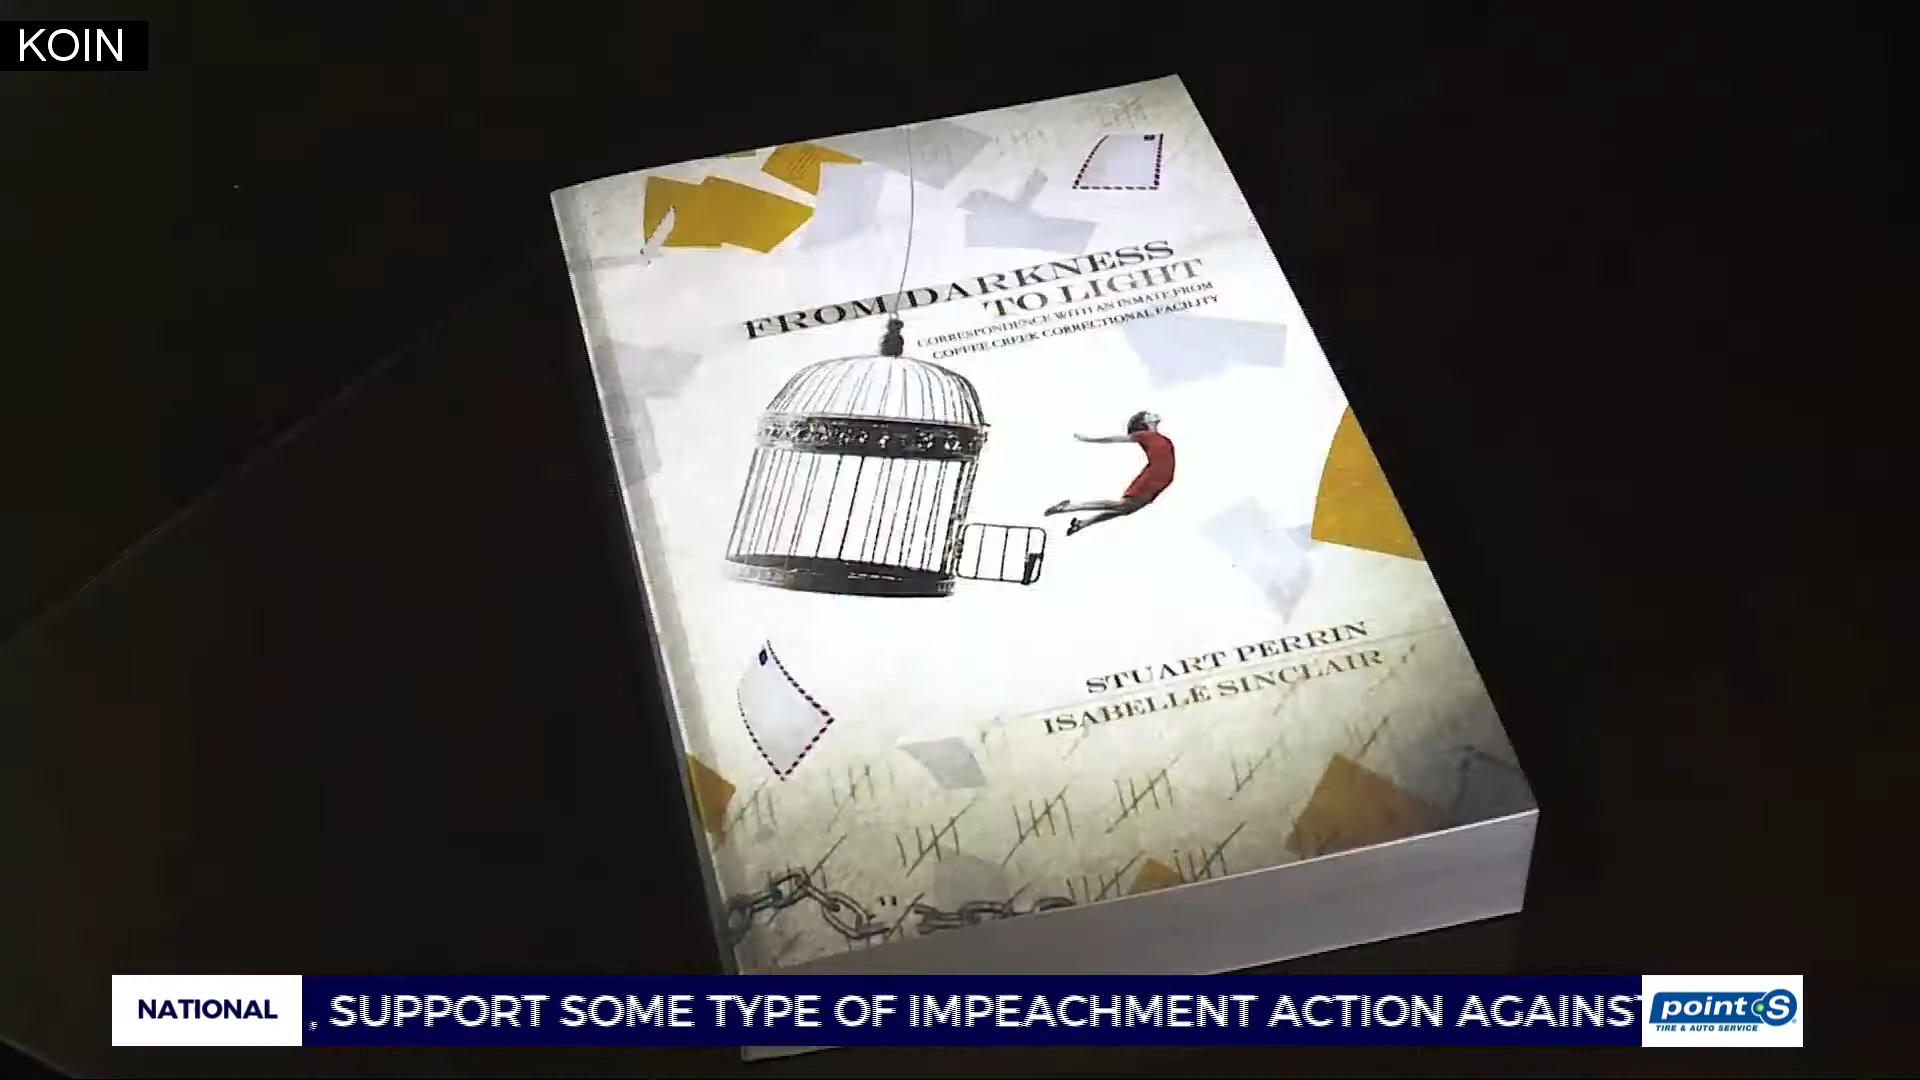 KOIN
FROM DARKNESS
TO LIGHT
CORRESPONDENCE WITH AN INMATE FROM
COFFEE CREEK CORRECTIONAL FACILITY
STUART PERRIN
ISABELLE SINCLAIR
NATIONAL
, SUPPORT SOME TYPE OF IMPEACHMENT ACTION AGAINST
point S
TIRE & AUTO SERVICE